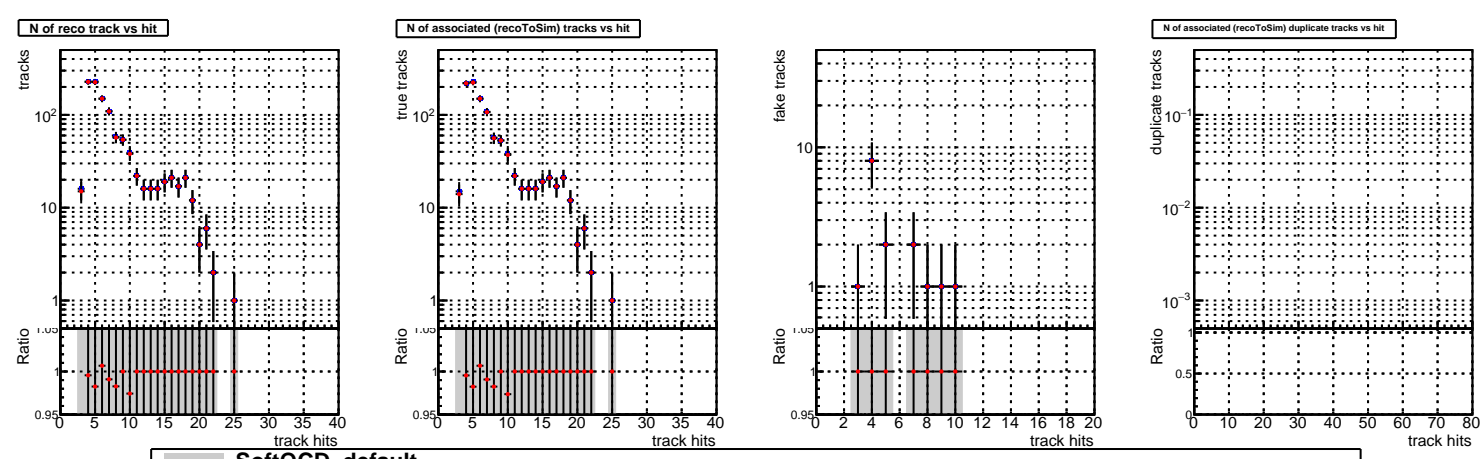 N of reco track vs hit
tracks
10²
10
1
1.05
Ratio
1
0.95
0 5 10 15 20 25 30 35 40
track hits
N of associated (recoToSim) tracks vs hit
true tracks
10²
10
1
1.05
Ratio
1
0.95
0 5 10 15 20 25 30 35 40
track hits
fake tracks
10
1
1.05
Ratio
1
0.95
0 2 4 6 8 10 12 14 16 18 20
track hits
N of associated (recoToSim) duplicate tracks vs hit
duplicate tracks
10⁻¹
10⁻²
10⁻³
Ratio
1
0.5
0
0 10 20 30 40 50 60 70 80
track hits
SoftQCD default